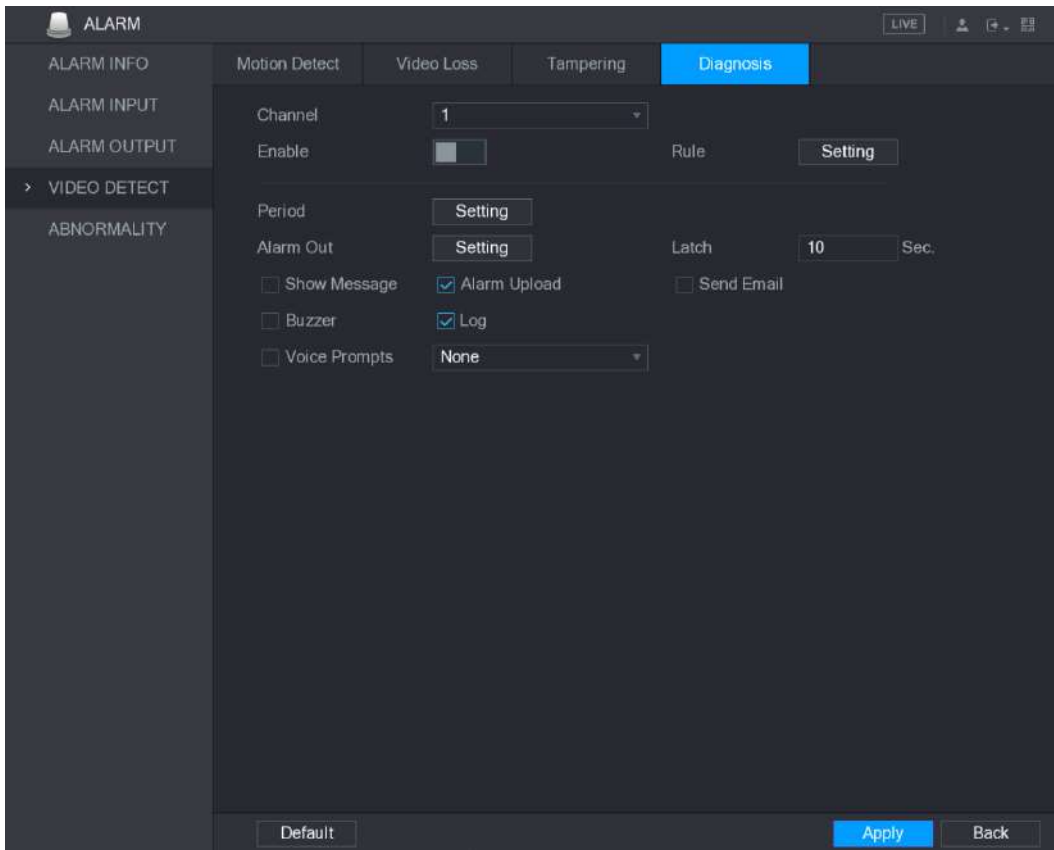 ALARM LIVE
ALARM INFO
ALARM INPUT
ALARM OUTPUT
VIDEO DETECT
ABNORMALITY
Motion Detect Video Loss Tampering Diagnosis
Channel 1
Enable Rule Setting
Period Setting
Alarm Out Setting Latch 10 Sec.
Show Message Alarm Upload Send Email
Buzzer Log
Voice Prompts None
Default Apply Back